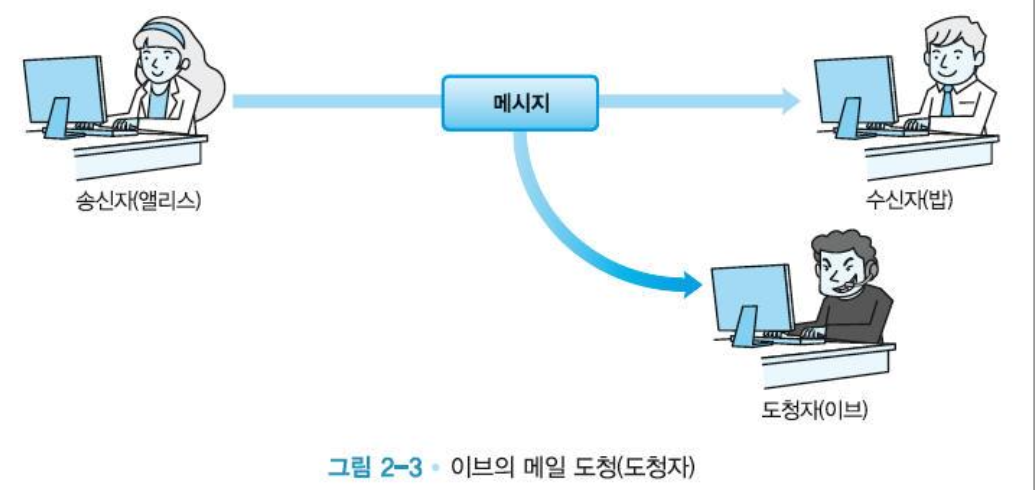 메시지
송신자(앨리스)
수신자(밥)
도청자(이브)
그림 2-3 • 이브의 메일 도청(도청자)